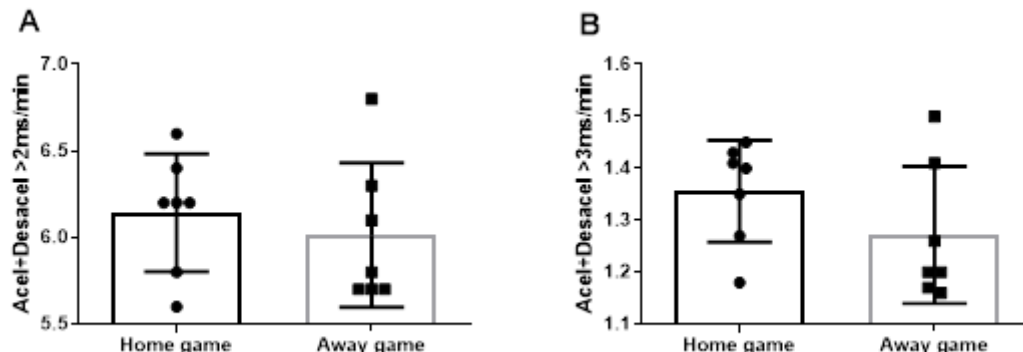 A
Acel+Desacel >2ms/min
7.0
6.5
6.0
5.5
Home game
Away game
B
Acel+Desacel >3ms/min
1.6
1.5
1.4
1.3
1.2
1.1
Home game
Away game